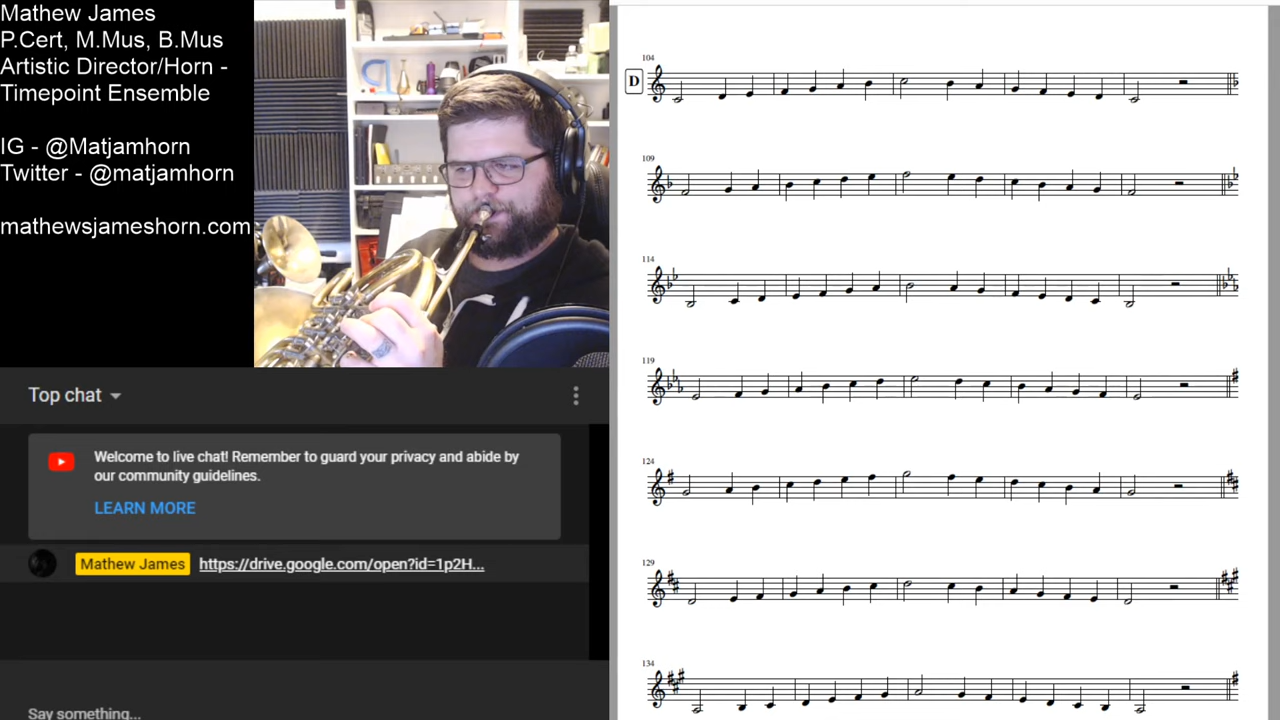 Mathew James
P.Cert, M.Mus, B.Mus
Artistic Director/Horn -
Timepoint Ensemble
IG - @Matjamhorn
Twitter - @matjamhorn
mathewsjameshorn.com
Top chat
Welcome to live chat! Remember to guard your privacy and abide by
our community guidelines.
LEARN MORE
Mathew James https://drive.google.com/open?id=1p2H...
Say something...
104
D
109
114
119
124
129
134